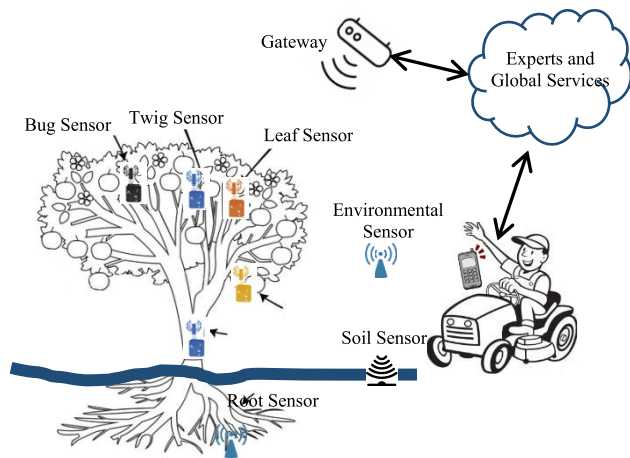 Gateway
Experts and
Global Services
Bug Sensor
Twig Sensor
Leaf Sensor
Environmental
Sensor
Soil Sensor
Root Sensor